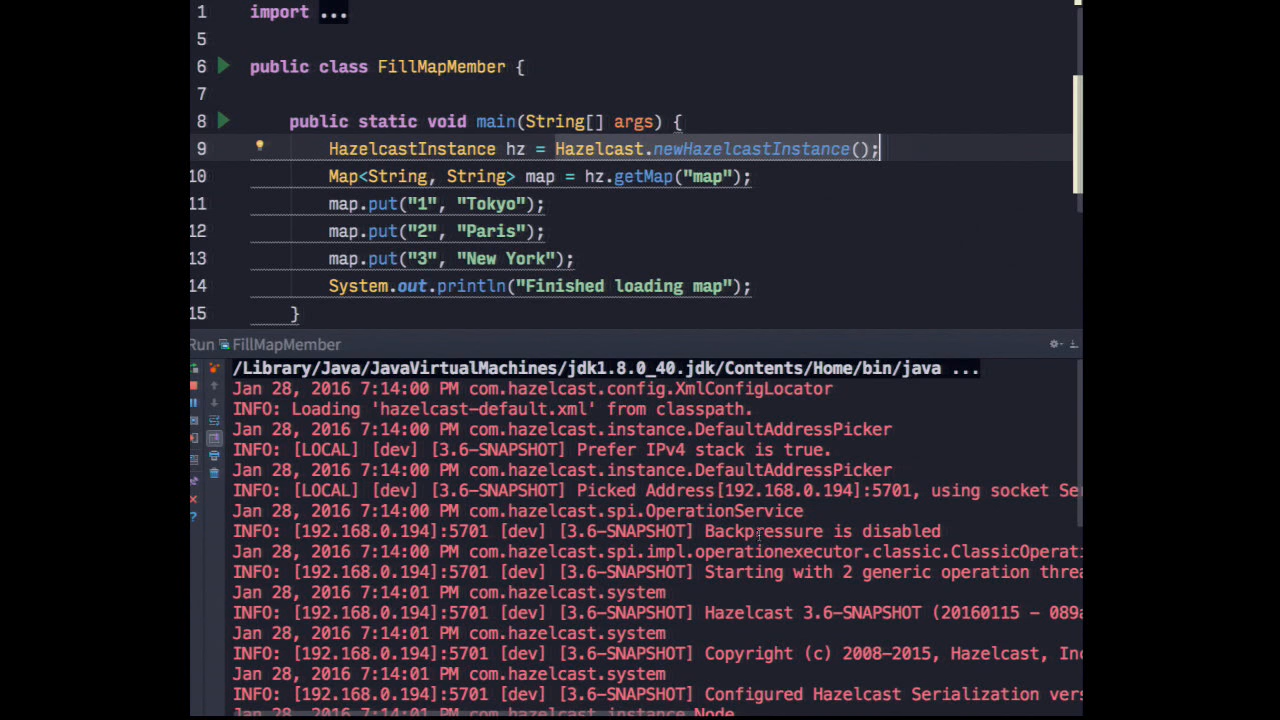 1 import ...
5
6 public class FillMapMember {
7
8 public static void main(String[] args) {
9 HazelcastInstance hz = Hazelcast.newHazelcastInstance();
10 Map<String, String> map = hz.getMap("map");
11 map.put("1", "Tokyo");
12 map.put("2", "Paris");
13 map.put("3", "New York");
14 System.out.println("Finished loading map");
15 }
Run FillMapMember
/Library/Java/JavaVirtualMachines/jdk1.8.0_40.jdk/Contents/Home/bin/java ...
Jan 28, 2016 7:14:00 PM com.hazelcast.config.XmlConfigLocator
INFO: Loading 'hazelcast-default.xml' from classpath.
Jan 28, 2016 7:14:00 PM com.hazelcast.instance.DefaultAddressPicker
INFO: [LOCAL] [dev] [3.6-SNAPSHOT] Prefer IPv4 stack is true.
Jan 28, 2016 7:14:00 PM com.hazelcast.instance.DefaultAddressPicker
INFO: [LOCAL] [dev] [3.6-SNAPSHOT] Picked Address[192.168.0.194]:5701, using socket Se
Jan 28, 2016 7:14:00 PM com.hazelcast.spi.OperationService
INFO: [192.168.0.194]:5701 [dev] [3.6-SNAPSHOT] Backpressure is disabled
Jan 28, 2016 7:14:00 PM com.hazelcast.spi.impl.operationexecutor.classic.ClassicOperati
INFO: [192.168.0.194]:5701 [dev] [3.6-SNAPSHOT] Starting with 2 generic operation threa
Jan 28, 2016 7:14:01 PM com.hazelcast.system
INFO: [192.168.0.194]:5701 [dev] [3.6-SNAPSHOT] Hazelcast 3.6-SNAPSHOT (20160115 - 089a
Jan 28, 2016 7:14:01 PM com.hazelcast.system
INFO: [192.168.0.194]:5701 [dev] [3.6-SNAPSHOT] Copyright (c) 2008-2015, Hazelcast, Inc
Jan 28, 2016 7:14:01 PM com.hazelcast.system
INFO: [192.168.0.194]:5701 [dev] [3.6-SNAPSHOT] Configured Hazelcast Serialization vers
Jan 28, 2016 7:14:01 PM com.hazelcast.instance.Node